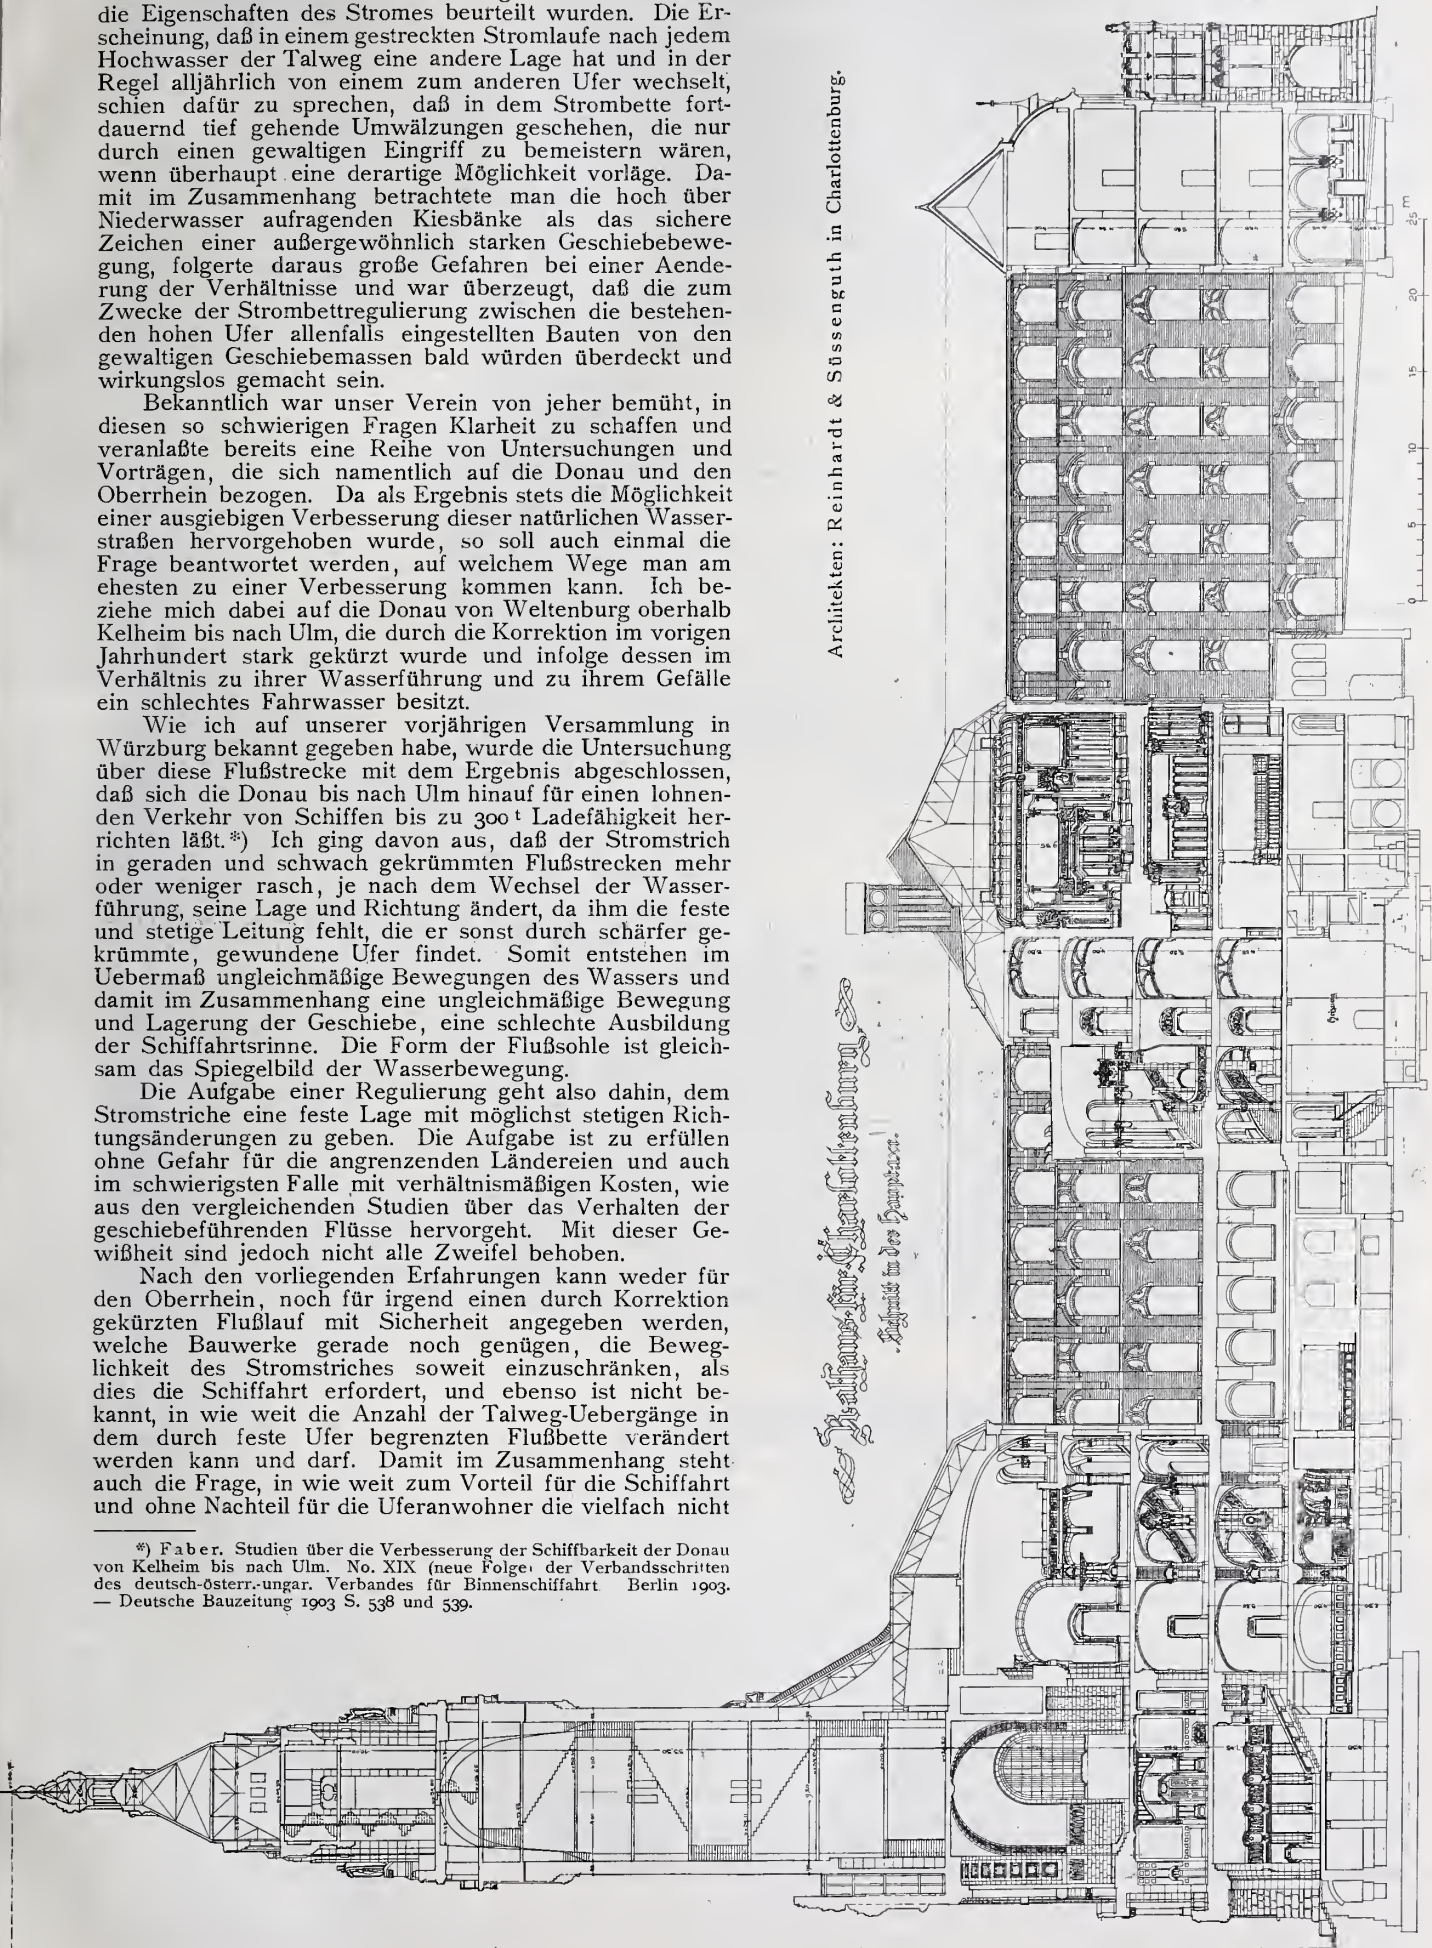 die Eigenschaften des Stromes beurteilt wurden. Die Er-
scheinung, daß in einem gestreckten Stromlaufe nach jedem
Hochwasser der Talweg eine andere Lage hat und in der
Regel alljährlich von einem zum anderen Ufer wechselt,
schien dafür zu sprechen, daß in dem Strombette fort-
dauernd tief gehende Umwälzungen geschehen, die nur
durch einen gewaltigen Eingriff zu bemeistern wären,
wenn überhaupt eine derartige Möglichkeit vorläge. Da-
mit im Zusammenhang betrachtete man die hoch über
Niederwasser aufragenden Kiesbänke als das sichere
Zeichen einer außergewöhnlich starken Geschiebebewe-
gung, folgerte daraus große Gefahren bei einer Aende-
rung der Verhältnisse und war überzeugt, daß die zum
Zwecke der Strombettregulierung zwischen die bestehen-
den hohen Ufer allenfalls eingestellten Bauten von den
gewaltigen Geschiebemassen bald würden überdeckt und
wirkungslos gemacht sein.
Bekanntlich war unser Verein von jeher bemüht, in
diesen so schwierigen Fragen Klarheit zu schaffen und
veranlaßte bereits eine Reihe von Untersuchungen und
Vorträgen, die sich namentlich auf die Donau und den
Oberrhein bezogen. Da als Ergebnis stets die Möglichkeit
einer ausgiebigen Verbesserung dieser natürlichen Wasser-
straßen hervorgehoben wurde, so soll auch einmal die
Frage beantwortet werden, auf welchem Wege man am
ehesten zu einer Verbesserung kommen kann. Ich be-
ziehe mich dabei auf die Donau von Weltenburg oberhalb
Kelheim bis nach Ulm, die durch die Korrektion im vorigen
Jahrhundert stark gekürzt wurde und infolge dessen im
Verhältnis zu ihrer Wasserführung und zu ihrem Gefälle
ein schlechtes Fahrwasser besitzt.
Wie ich auf unserer vorjährigen Versammlung in
Würzburg bekannt gegeben habe, wurde die Untersuchung
über diese Flußstrecke mit dem Ergebnis abgeschlossen,
daß sich die Donau bis nach Ulm hinauf für einen lohnen-
den Verkehr von Schiffen bis zu 300 t Ladefähigkeit her-
richten läßt.*) Ich ging davon aus, daß der Stromstrich
in geraden und schwach gekrümmten Flußstrecken mehr
oder weniger rasch, je nach dem Wechsel der Wasser-
führung, seine Lage und Richtung ändert, da ihm die feste
und stetige Leitung fehlt, die er sonst durch schärfer ge-
krümmte, gewundene Ufer findet. Somit entstehen im
Uebermaß ungleichmäßige Bewegungen des Wassers und
damit im Zusammenhang eine ungleichmäßige Bewegung
und Lagerung der Geschiebe, eine schlechte Ausbildung
der Schiffahrtsrinne. Die Form der Flußsohle ist gleich-
sam das Spiegelbild der Wasserbewegung.
Die Aufgabe einer Regulierung geht also dahin, dem
Stromstriche eine feste Lage mit möglichst stetigen Rich-
tungsänderungen zu geben. Die Aufgabe ist zu erfüllen
ohne Gefahr für die angrenzenden Ländereien und auch
im schwierigsten Falle mit verhältnismäßigen Kosten, wie
aus den vergleichenden Studien über das Verhalten der
geschiebeführenden Flüsse hervorgeht. Mit dieser Ge-
wißheit sind jedoch nicht alle Zweifel behoben.
Nach den vorliegenden Erfahrungen kann weder für
den Oberrhein, noch für irgend einen durch Korrektion
gekürzten Flußlauf mit Sicherheit angegeben werden,
welche Bauwerke gerade noch genügen, die Beweg-
lichkeit des Stromstriches soweit einzuschränken, als
dies die Schiffahrt erfordert, und ebenso ist nicht be-
kannt, in wie weit die Anzahl der Talweg-Uebergänge in
dem durch feste Ufer begrenzten Flußbette verändert
werden kann und darf. Damit im Zusammenhang steht
auch die Frage, in wie weit zum Vorteil für die Schiffahrt
und ohne Nachteil für die Uferanwohner die vielfach nicht
*) Faber. Studien über die Verbesserung der Schiffbarkeit der Donau
von Kelheim bis nach Ulm. No. XIX (neue Folge) der Verbandsschriften
des deutsch-österr.-ungar. Verbandes für Binnenschiffahrt Berlin 1903.
— Deutsche Bauzeitung 1903 S. 538 und 539.
Architekten: Reinhardt & Süssenguth in Charlottenburg.
Rathaus für Charlottenburg
Schnitt in der Hauptaxe.
0 5 10 15 20 25 m